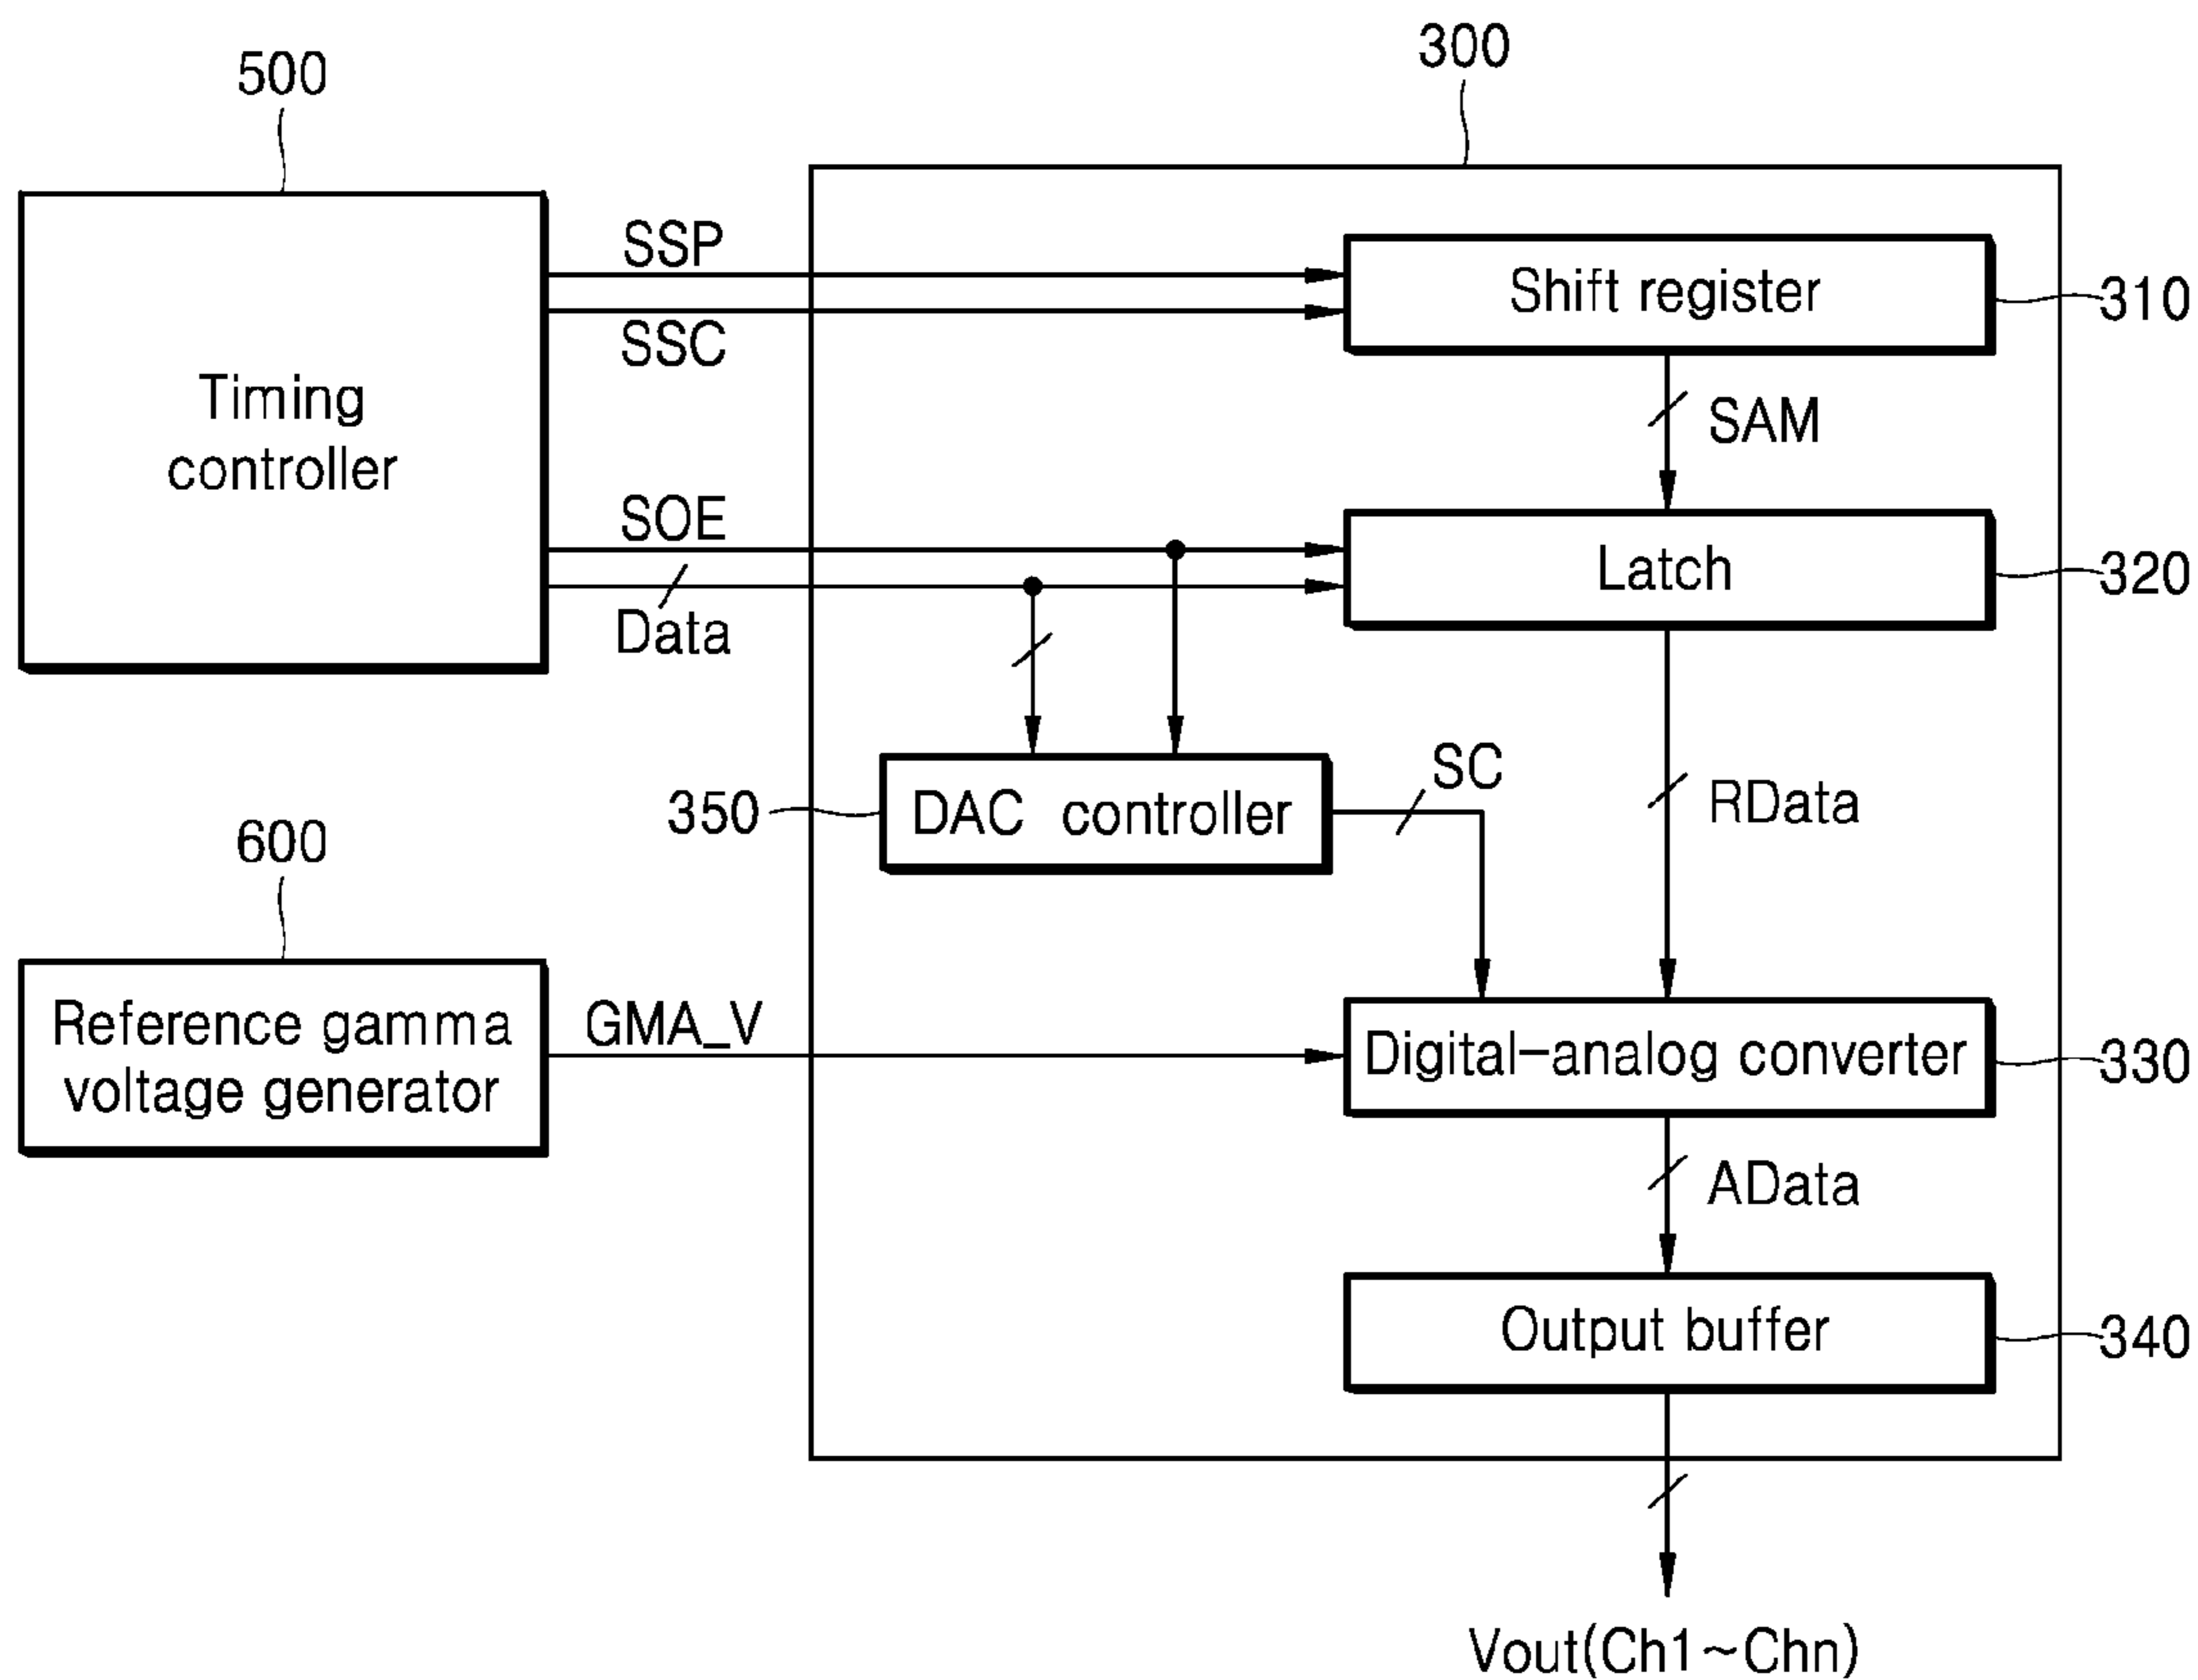 300
500
SSP
Shift register
310
SSC
Timing
controller
SAM
SOE
Latch
320
Data
SC
350
DAC controller
RData
600
Reference gamma
voltage generator
GMA_V
Digital-analog converter
330
AData
Output buffer
340
Vout(Ch1~Chn)